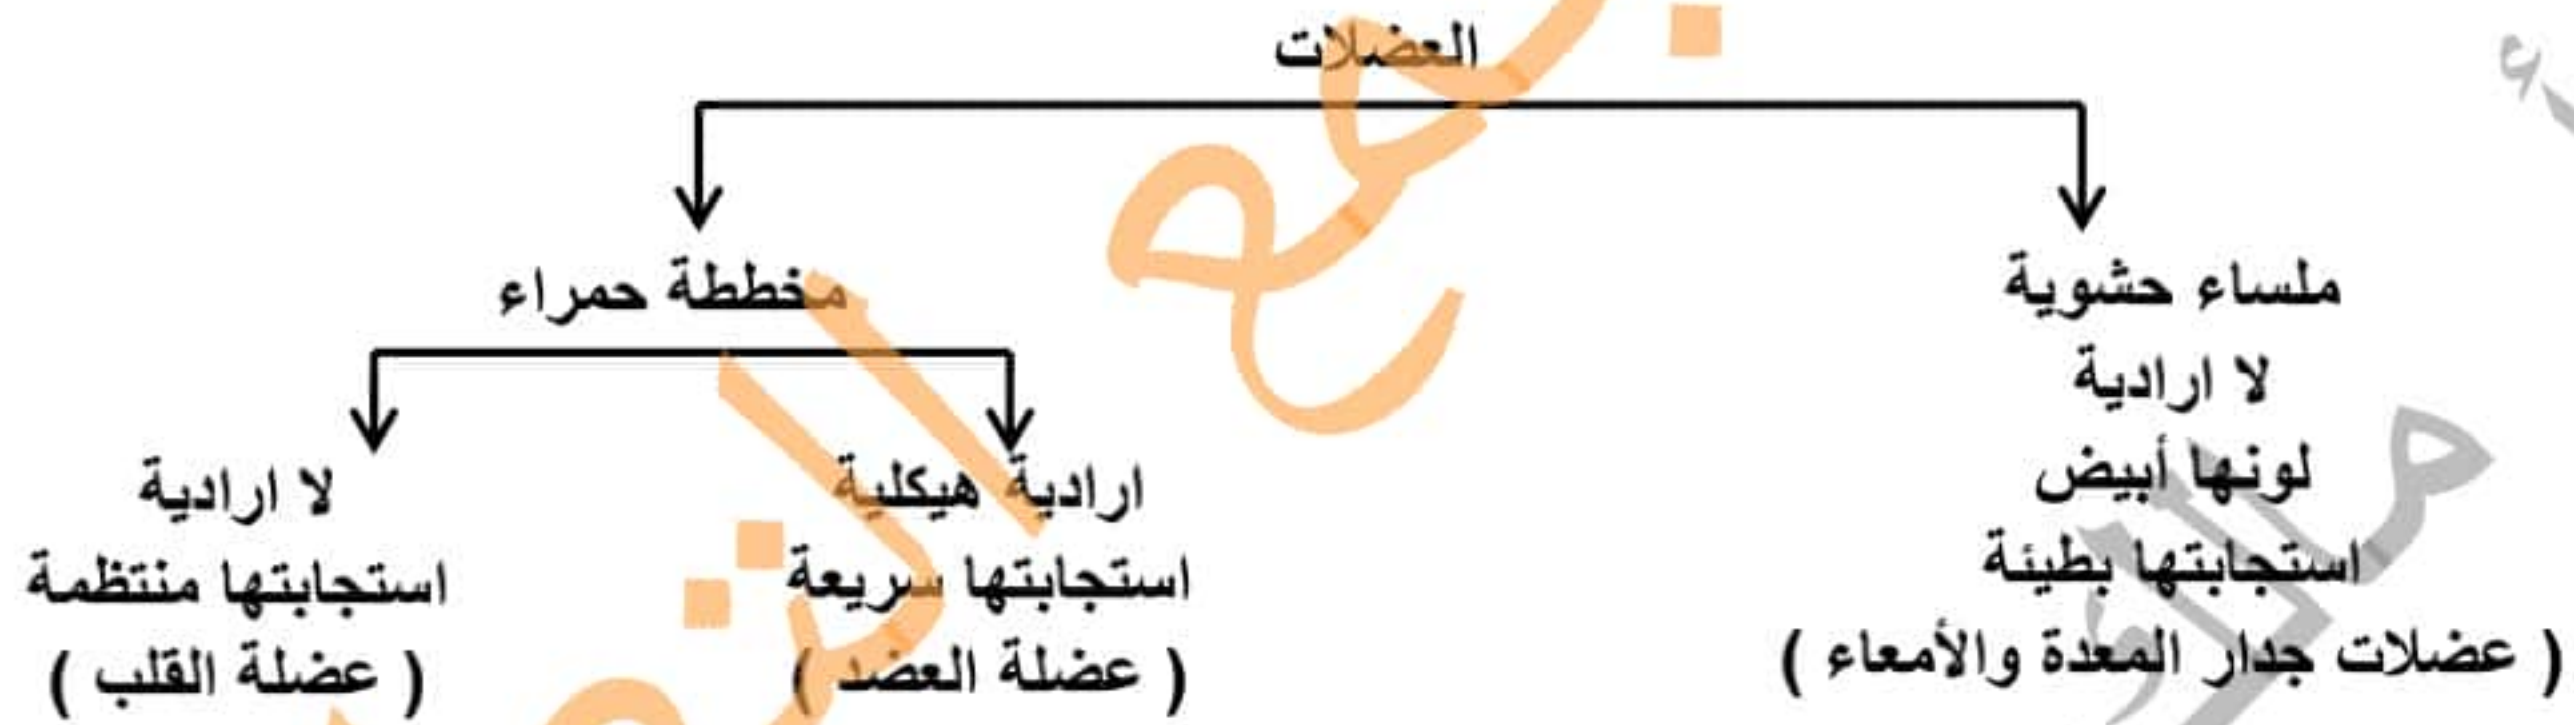 العضلات
ملساء حشوية
لا ارادية
لونها أبيض
استجابتها بطيئة
( عضلات جدار المعدة والأمعاء )
مخططة حمراء
ارادية هيكلية
استجابتها سريعة
( عضلة العضد )
لا ارادية
استجابتها منتظمة
( عضلة القلب )